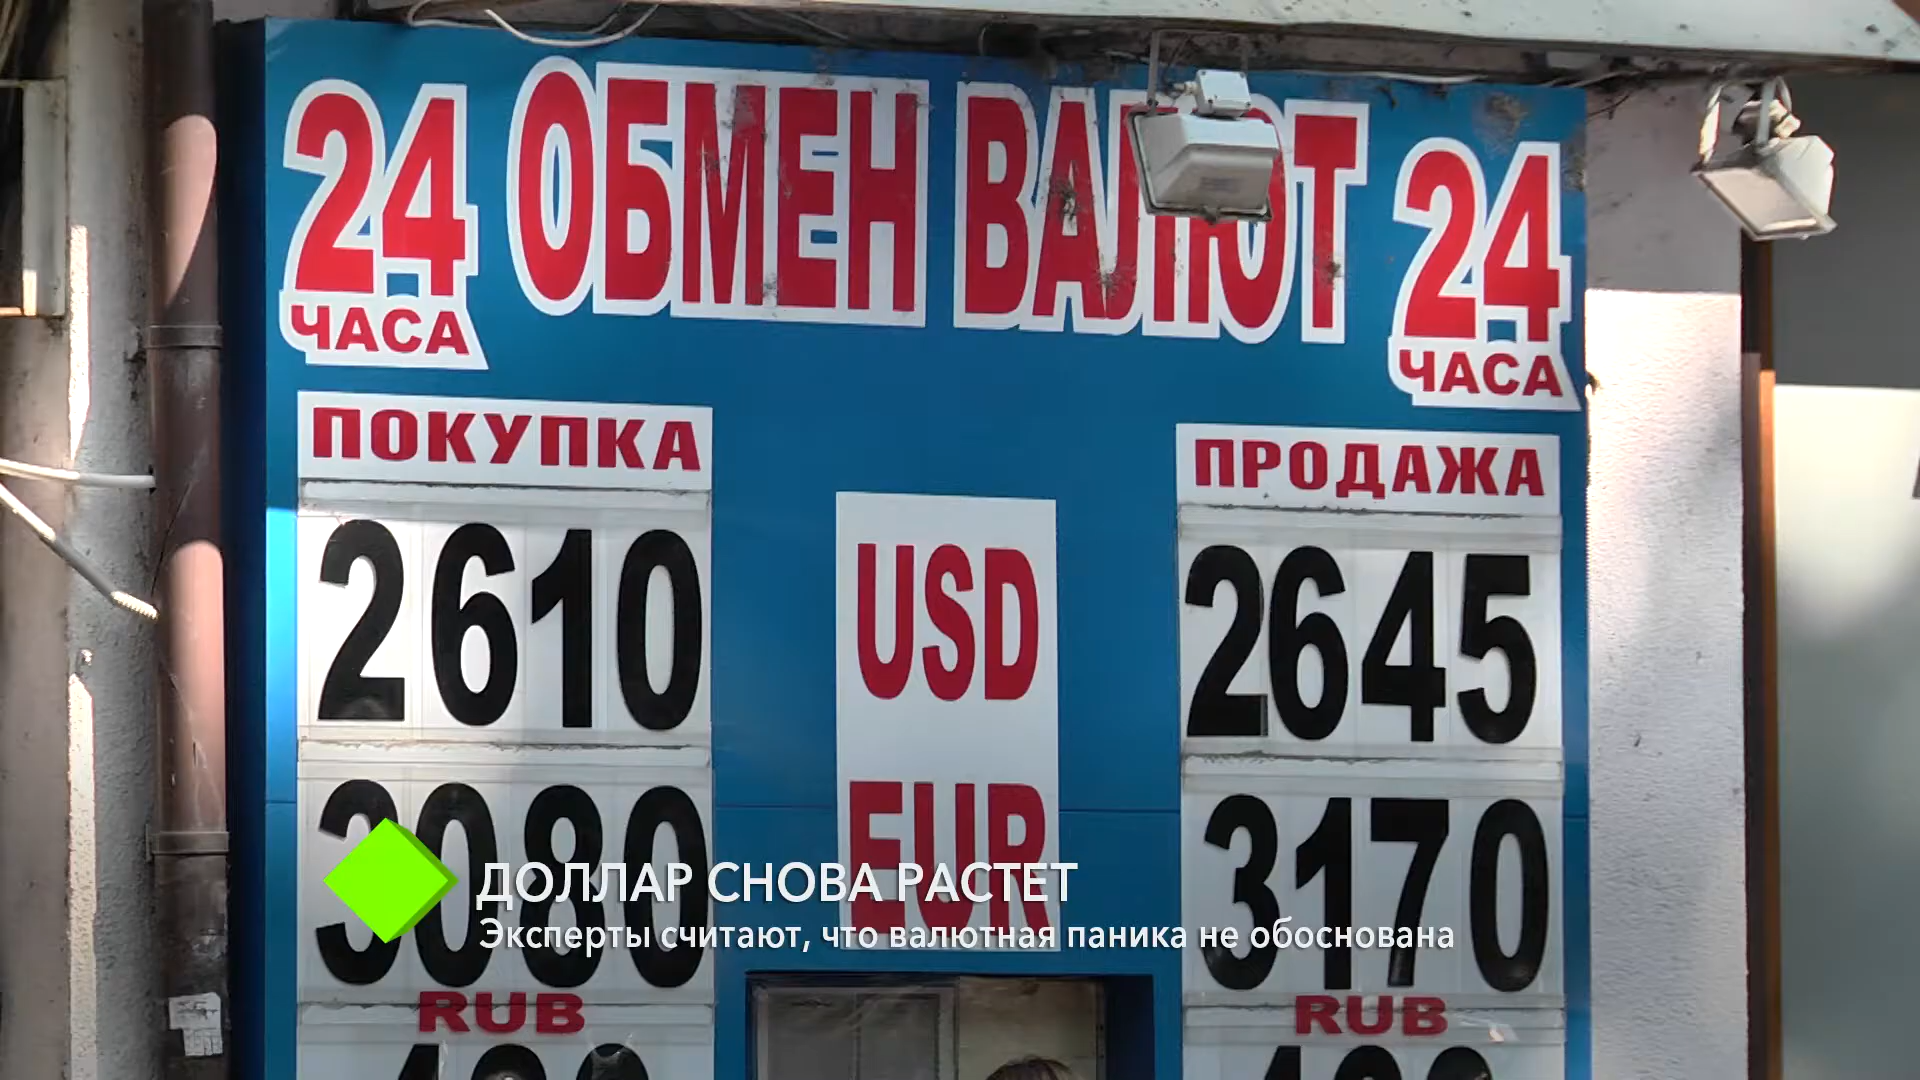 24 ЧАСА
ОБМЕН ВАЛЮТ
24 ЧАСА
ПОКУПКА
ПРОДАЖА
2610 USD 2645
3080 EUR 3170
ДОЛЛАР СНОВА РАСТЕТ
Эксперты считают, что валютная паника не обоснована
RUB
RUB